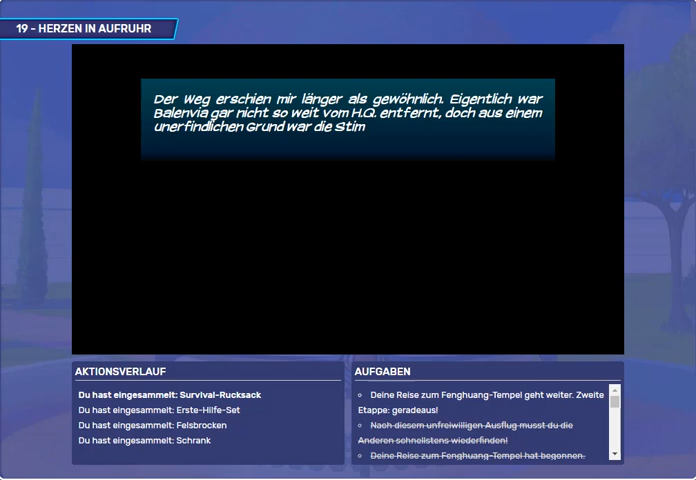 19 - HERZEN IN AUFRUHR
Der Weg erschien mir länger als gewöhnlich. Eigentlich war
Balenvia gar nicht so weit vom H.Q. entfernt, doch aus einem
unerfindlichen Grund war die Stim
AKTIONSVERLAUF
Du hast eingesammelt: Survival-Rucksack
Du hast eingesammelt: Erste-Hilfe-Set
Du hast eingesammelt: Felsbrocken
Du hast eingesammelt: Schrank
AUFGABEN
Deine Reise zum Fenghuang-Tempel geht weiter. Zweite
Etappe: geradeaus!
Nach diesem unfreiwilligen Ausflug musst du die
Anderen schnellstens wiederfinden!
Deine Reise zum Fenghuang-Tempel hat begonnen.